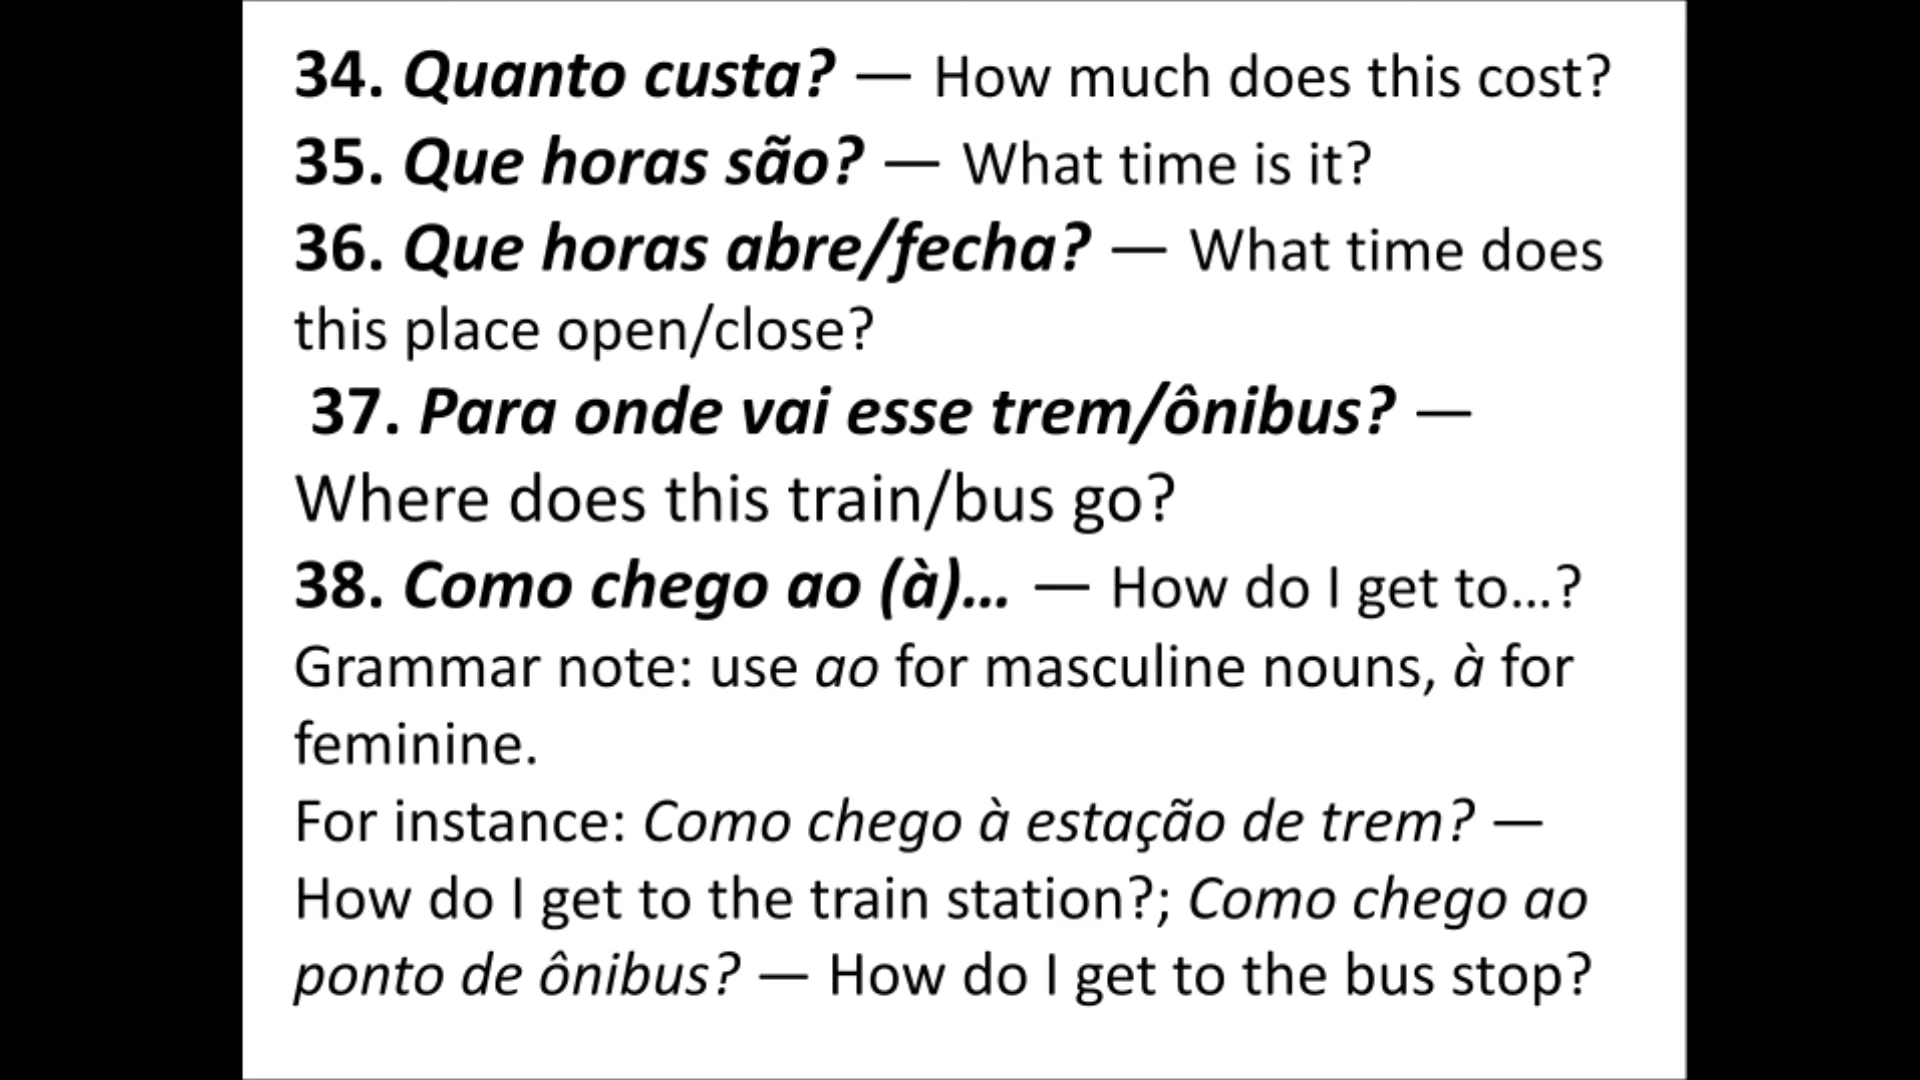 34. Quanto custa? — How much does this cost?
35. Que horas são? — What time is it?
36. Que horas abre/fecha? — What time does
this place open/close?
37. Para onde vai esse trem/ônibus? —
Where does this train/bus go?
38. Como chego ao (à)… — How do I get to…?
Grammar note: use ao for masculine nouns, à for
feminine.
For instance: Como chego à estação de trem? —
How do I get to the train station?; Como chego ao
ponto de ônibus? — How do I get to the bus stop?